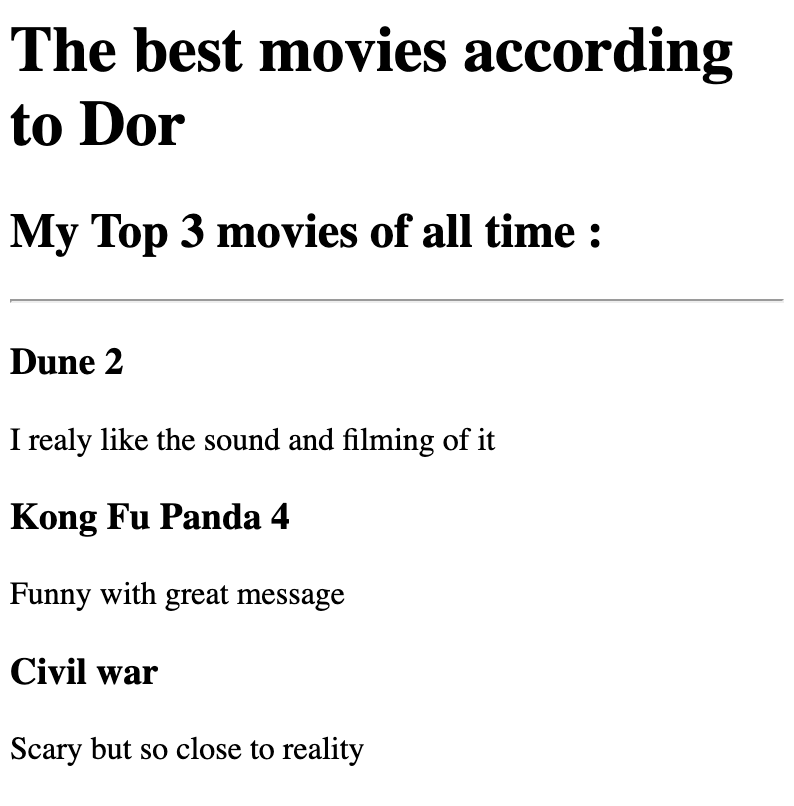 The best movies according
to Dor
My Top 3 movies of all time :
Dune 2
I realy like the sound and filming of it
Kong Fu Panda 4
Funny with great message
Civil war
Scary but so close to reality